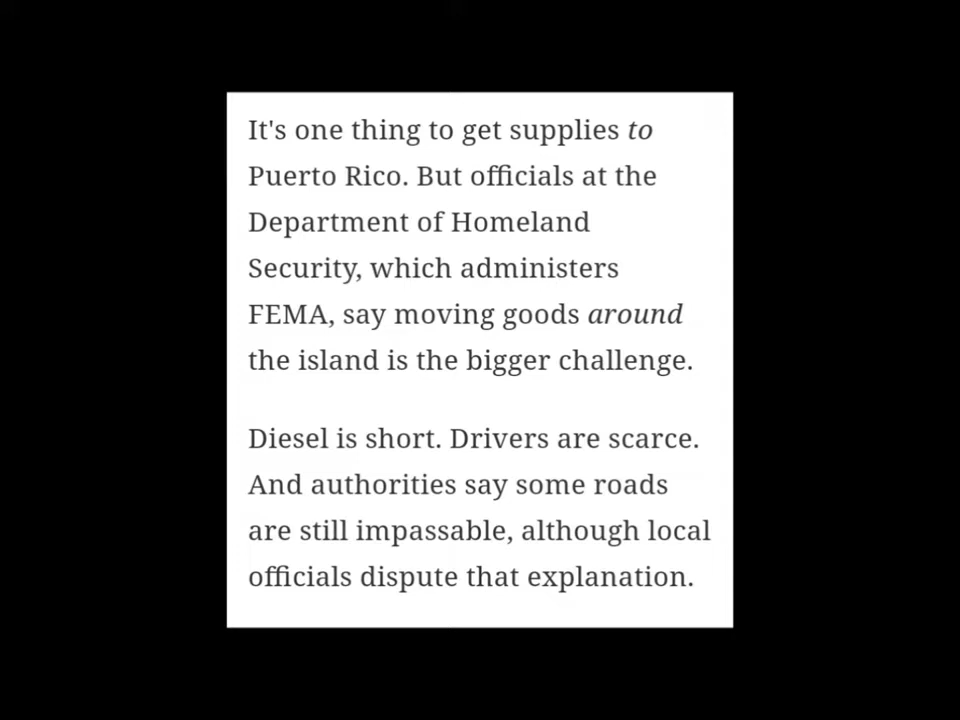 It's one thing to get supplies to
Puerto Rico. But officials at the
Department of Homeland
Security, which administers
FEMA, say moving goods around
the island is the bigger challenge.
Diesel is short. Drivers are scarce.
And authorities say some roads
are still impassable, although local
officials dispute that explanation.